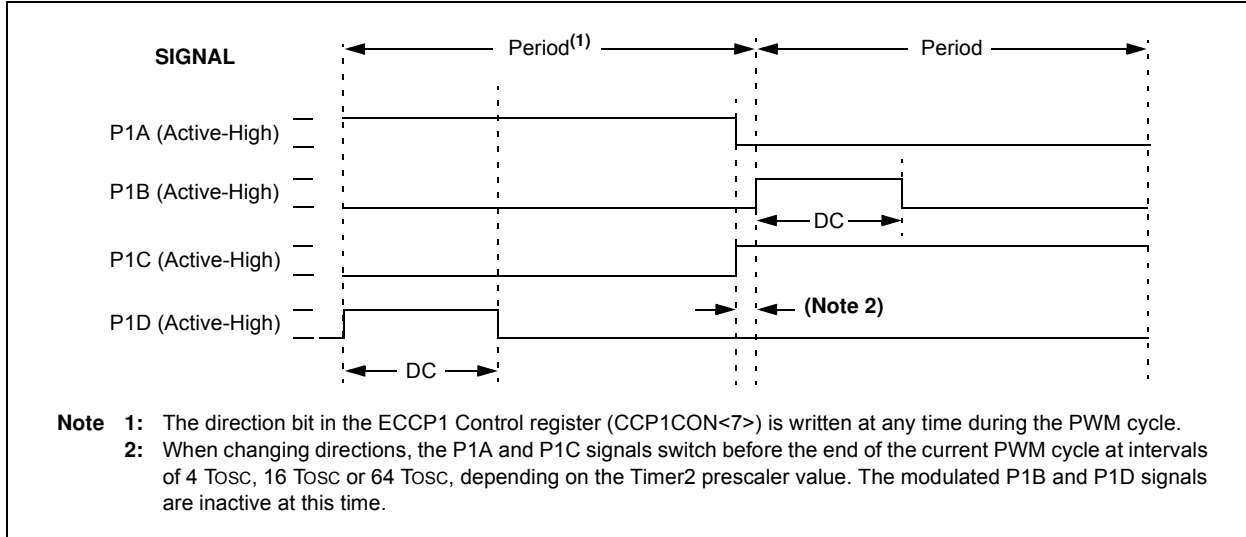 SIGNAL
Period(1)
Period
P1A (Active-High)
P1B (Active-High)
DC
P1C (Active-High)
(Note 2)
P1D (Active-High)
DC
Note 1: The direction bit in the ECCP1 Control register (CCP1CON<7>) is written at any time during the PWM cycle.
2: When changing directions, the P1A and P1C signals switch before the end of the current PWM cycle at intervals
of 4 TOSC, 16 TOSC or 64 TOSC, depending on the Timer2 prescaler value. The modulated P1B and P1D signals
are inactive at this time.